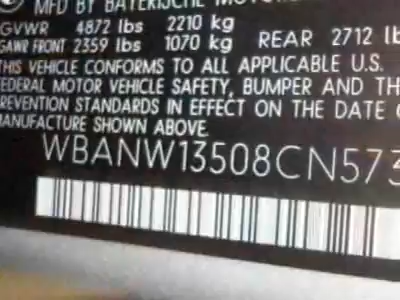 MFD BY BAYERISCHE MOTOREN
GVWR 4872 lbs 2210 kg
GAWR FRONT 2359 lbs 1070 kg REAR 2712 lb
THIS VEHICLE CONFORMS TO ALL APPLICABLE U.S.
FEDERAL MOTOR VEHICLE SAFETY, BUMPER AND TH
PREVENTION STANDARDS IN EFFECT ON THE DATE O
MANUFACTURE SHOWN ABOVE.
WBANW13508CN573